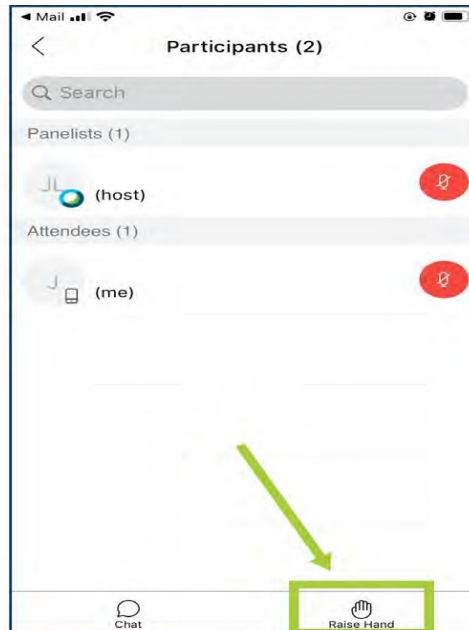 Mail
Participants (2)
Search
Panelists (1)
JL
(host)
Attendees (1)
J
(me)
Chat
Raise Hand